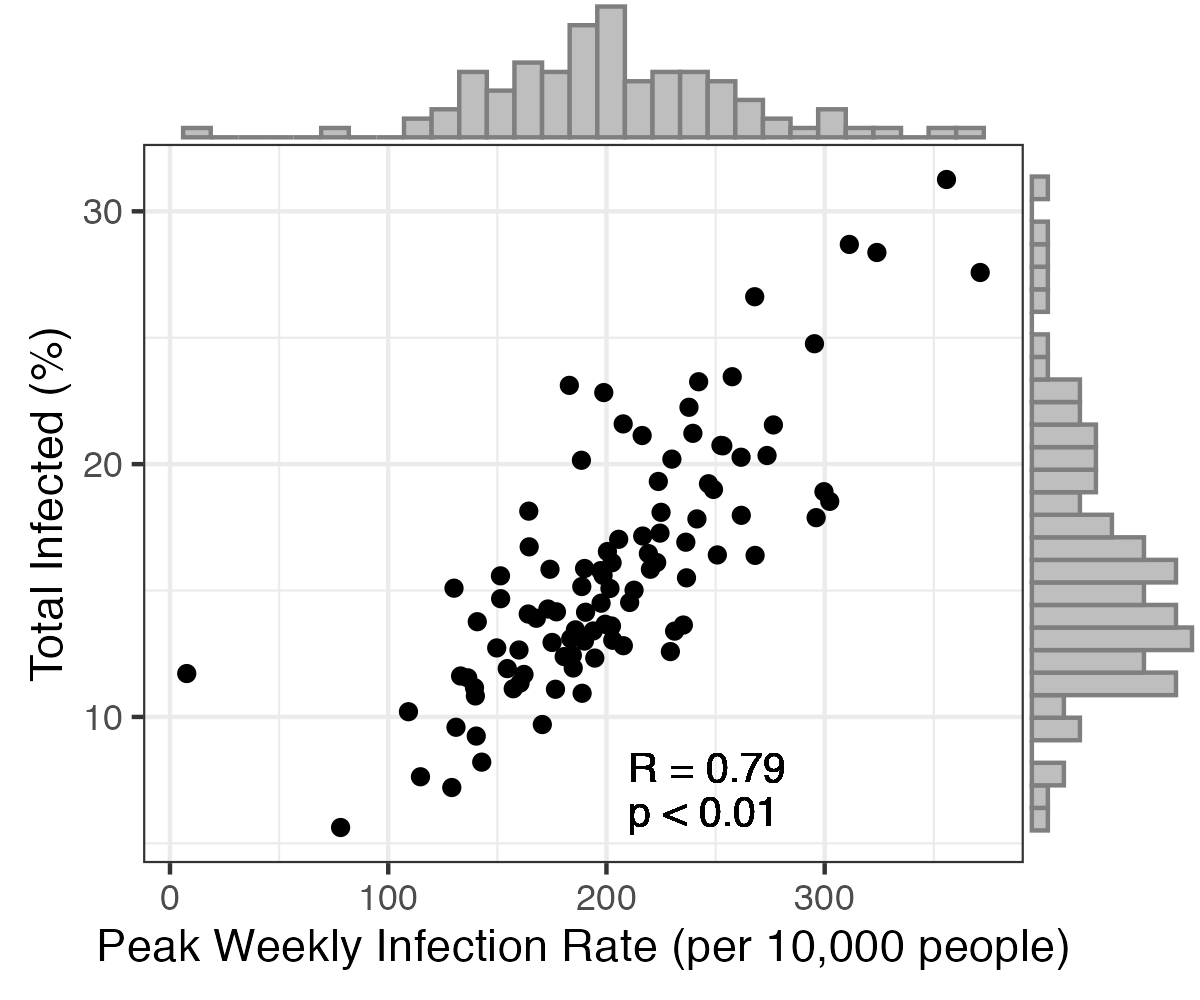 30
20
10
Total Infected (%)
R = 0.79
p < 0.01
0 100 200 300
Peak Weekly Infection Rate (per 10,000 people)